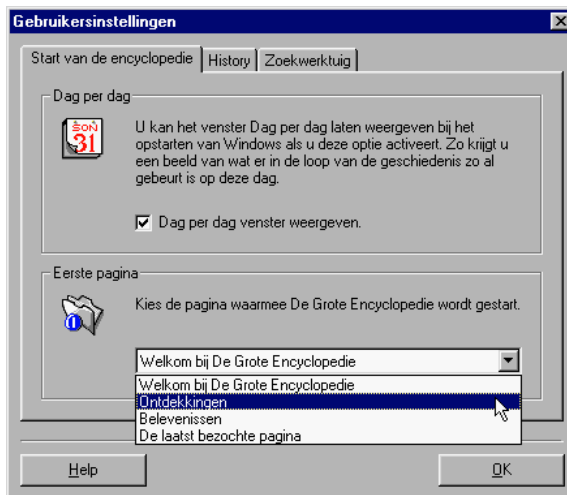 Gebruikersinstellingen
Start van de encyclopedie
History
Zoekwerktuig
Dag per dag
SON
31
U kan het venster Dag per dag laten weergeven bij het
opstarten van Windows als u deze optie activeert. Zo krijgt u
een beeld van wat er in de loop van de geschiedenis zo al
gebeurt is op deze dag.
Dag per dag venster weergeven.
Eerste pagina
Kies de pagina waarmee De Grote Encyclopedie wordt gestart.
Welkom bij De Grote Encyclopedie
Welkom bij De Grote Encyclopedie
Ontdekkingen
Belevenissen
De laatst bezochte pagina
Help
OK